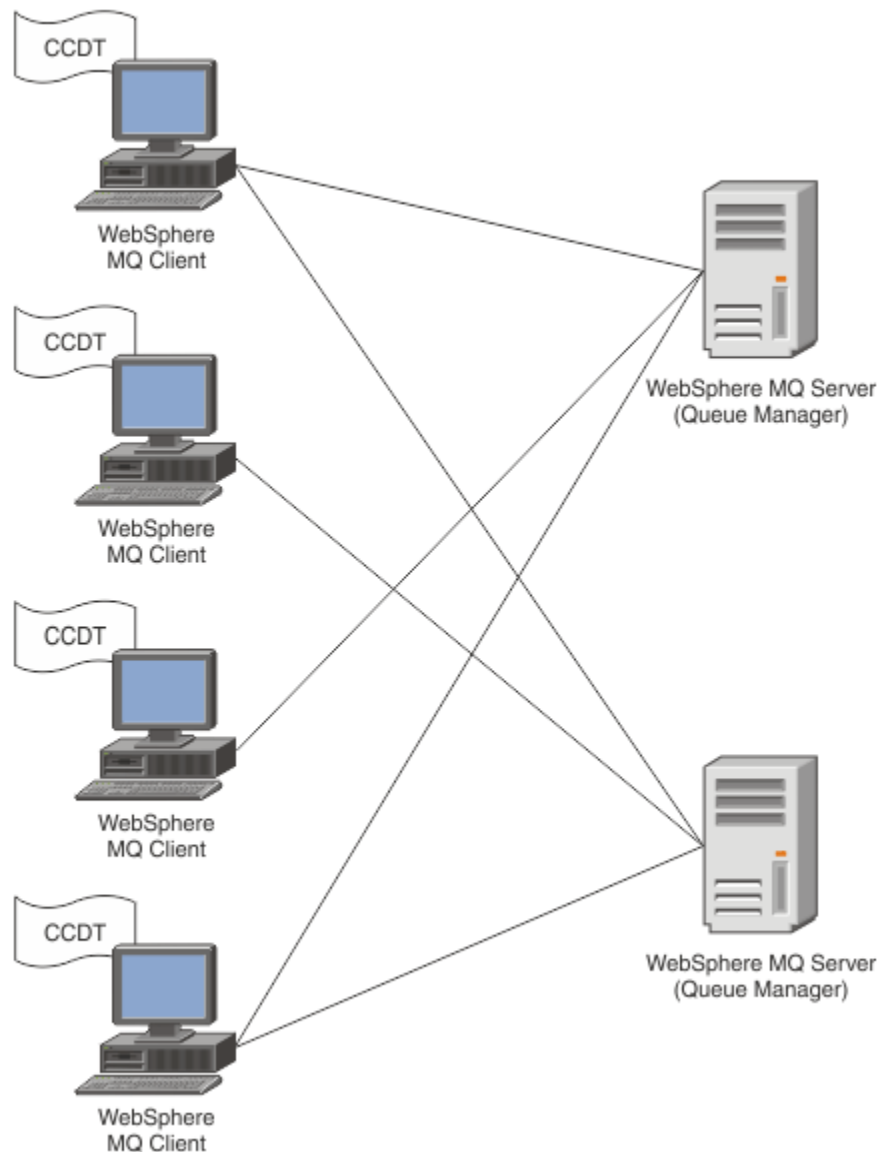 CCDT
WebSphere
MQ Client
WebSphere MQ Server
(Queue Manager)
CCDT
WebSphere
MQ Client
CCDT
WebSphere
MQ Client
WebSphere MQ Server
(Queue Manager)
CCDT
WebSphere
MQ Client